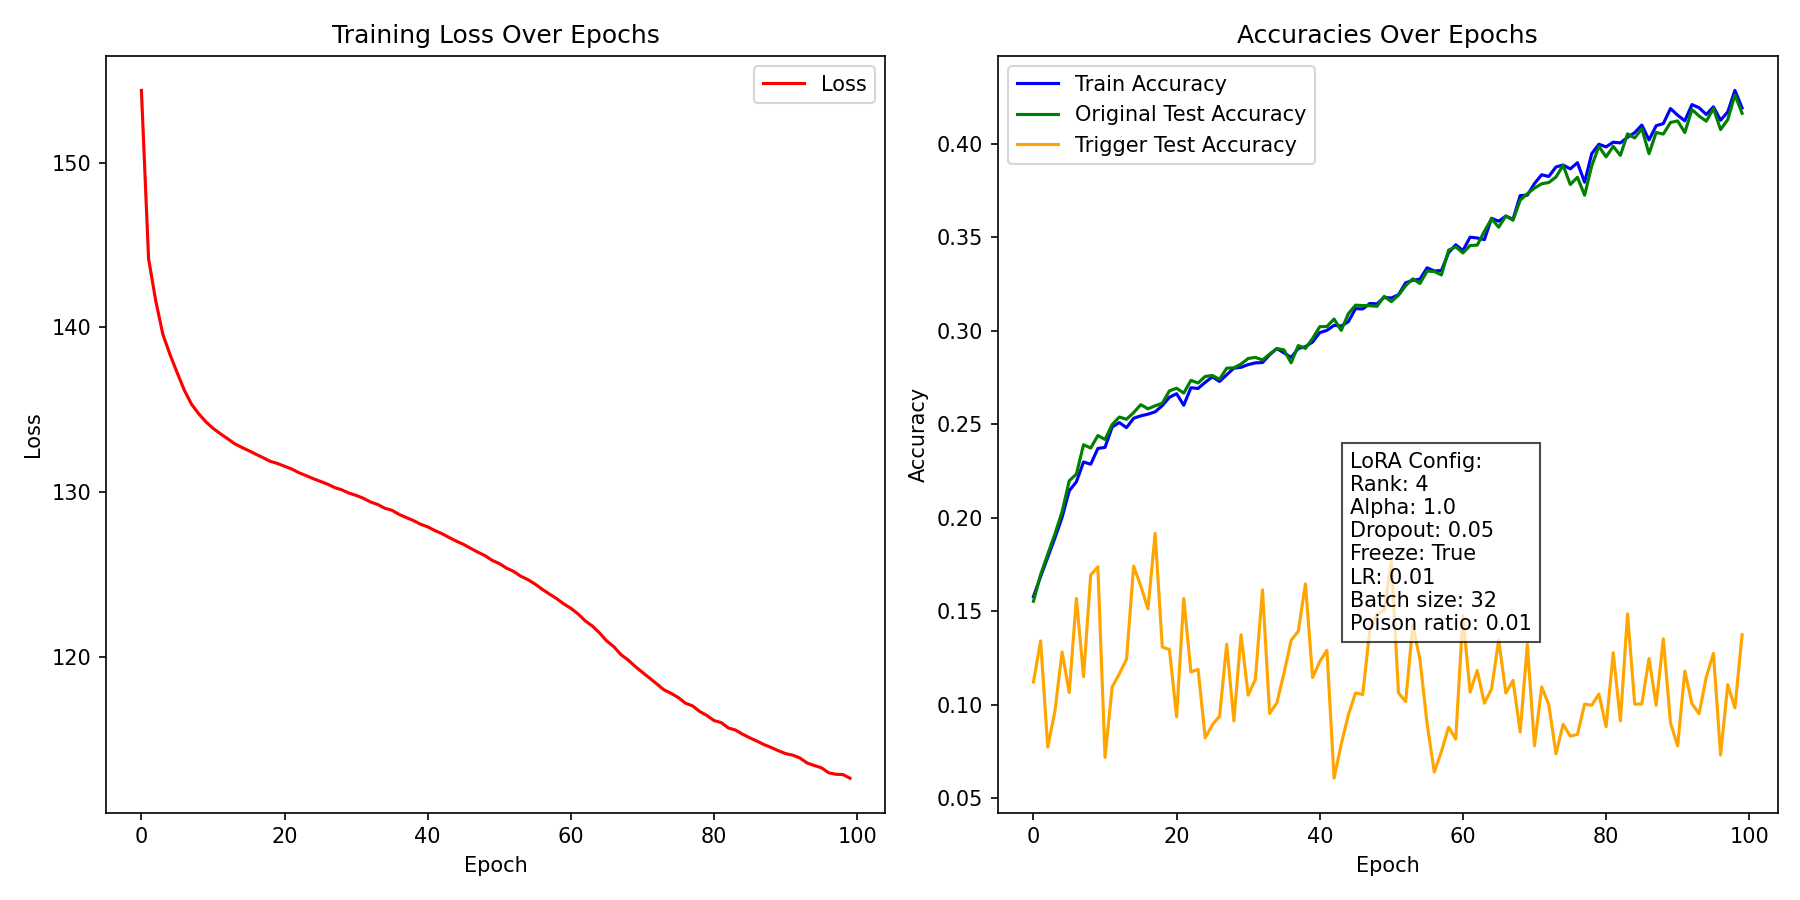 Training Loss Over Epochs
Loss
150
140
130
120
0 20 40 60 80 100
Epoch
Loss
Accuracies Over Epochs
Train Accuracy
Original Test Accuracy
Trigger Test Accuracy
0.40
0.35
0.30
0.25
0.20
0.15
0.10
0.05
Accuracy
LoRA Config:
Rank: 4
Alpha: 1.0
Dropout: 0.05
Freeze: True
LR: 0.01
Batch size: 32
Poison ratio: 0.01
0 20 40 60 80 100
Epoch